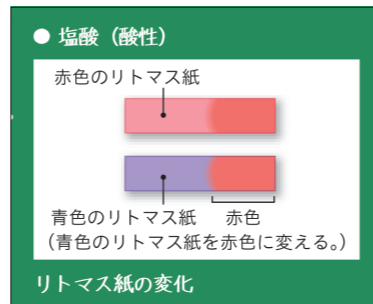 ● 塩酸（酸性）
赤色のリトマス紙
青色のリトマス紙 赤色
（青色のリトマス紙を赤色に変える。）
リトマス紙の変化